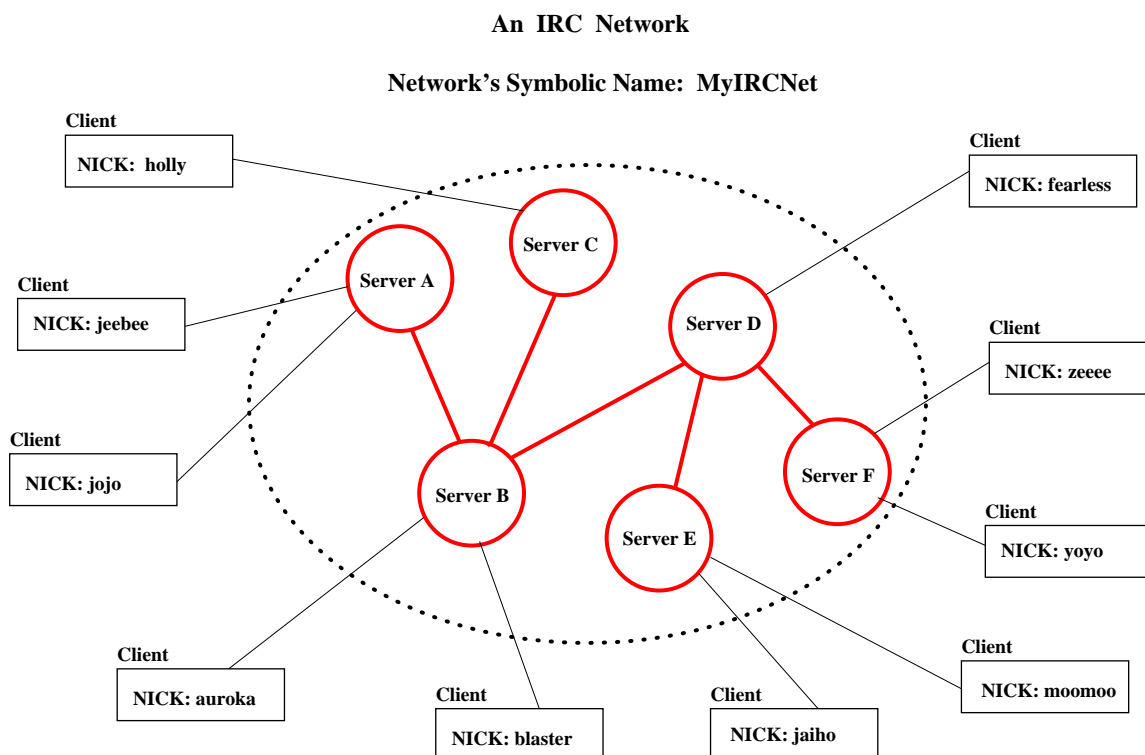 An IRC Network
Network's Symbolic Name: MyIRCNet
Client
NICK: holly
Client
NICK: fearless
Server C
Server A
Client
NICK: jeebee
Server D
Client
NICK: zeeee
Client
NICK: jojo
Server B
Server F
Server E
Client
NICK: yoyo
Client
NICK: auroka
Client
NICK: moomoo
Client
NICK: blaster
Client
NICK: jaiho